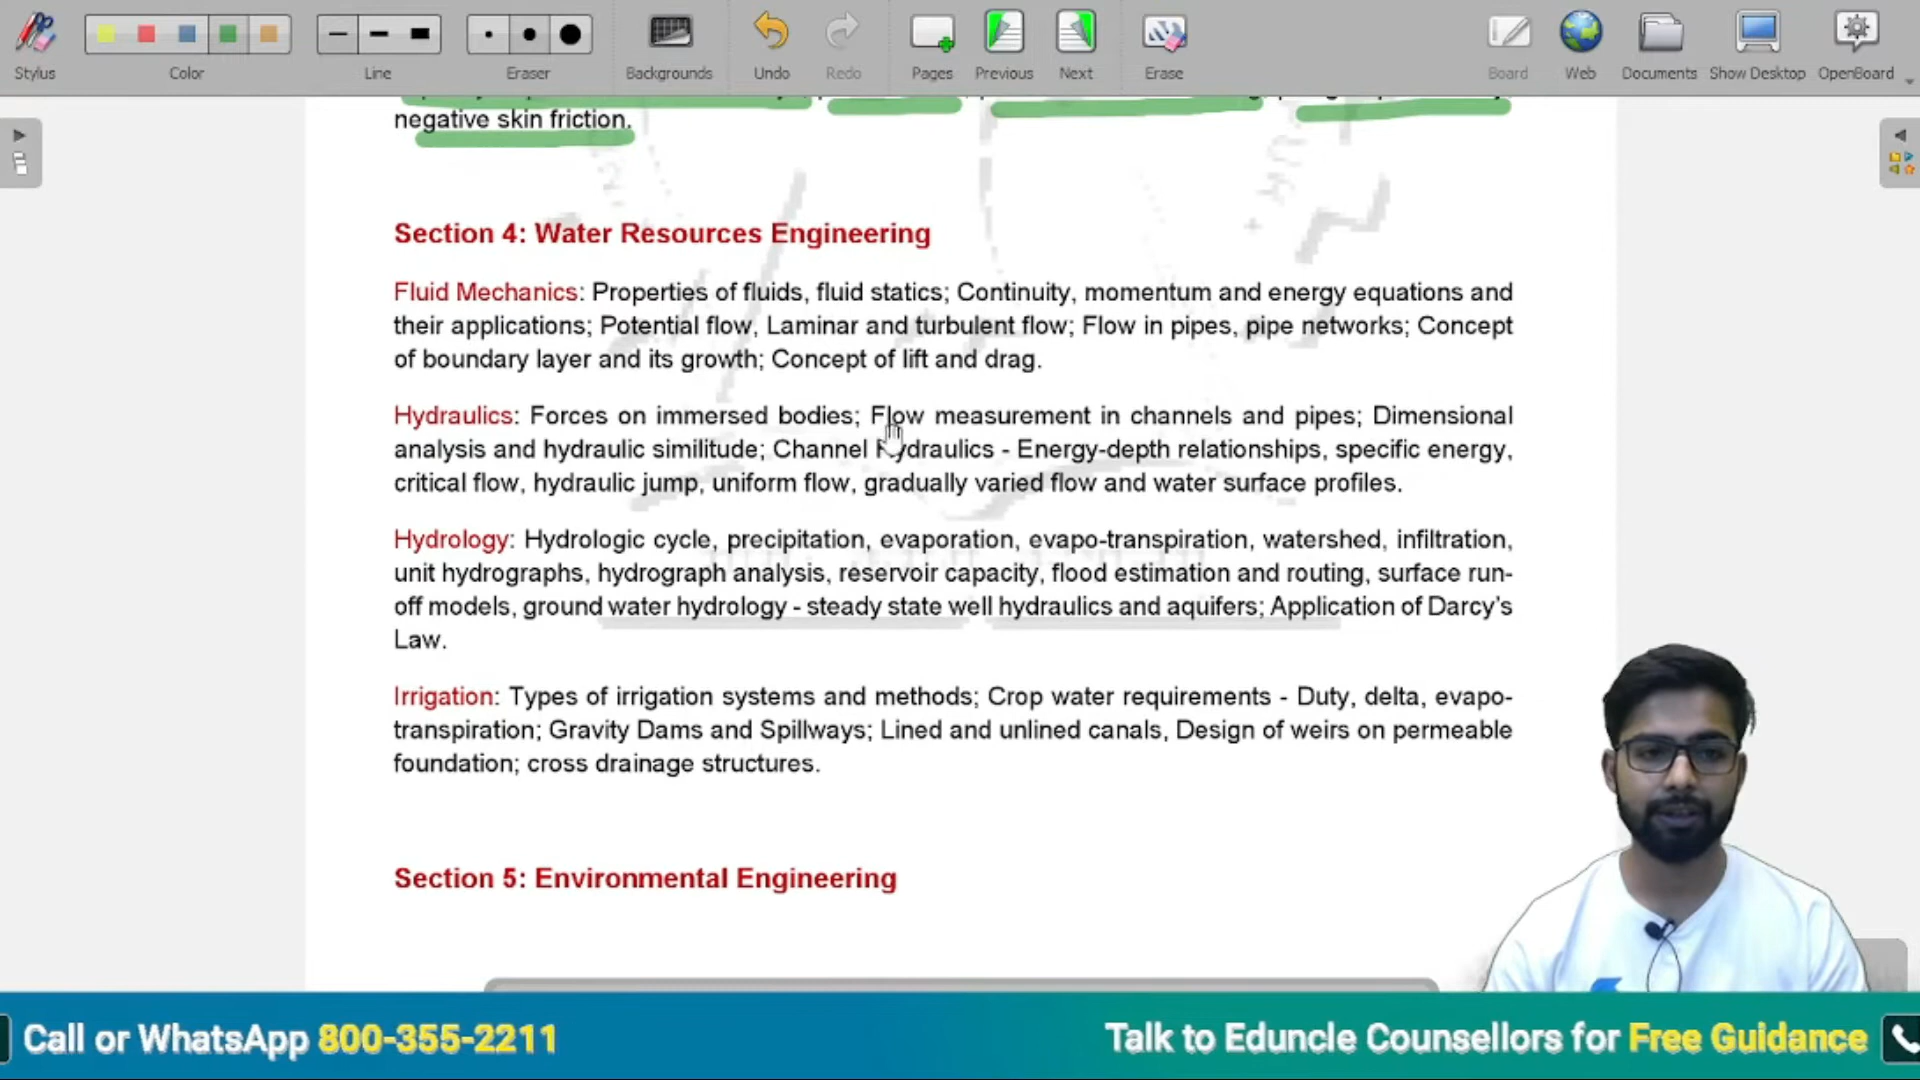 Stylus
Color
Line
Eraser
Backgrounds
Undo
Redo
Pages
Previous
Next
Erase
Board
Web
Documents
Show Desktop
OpenBoard
negative skin friction.
Section 4: Water Resources Engineering
Fluid Mechanics: Properties of fluids, fluid statics; Continuity, momentum and energy equations and
their applications; Potential flow, Laminar and turbulent flow; Flow in pipes, pipe networks; Concept
of boundary layer and its growth; Concept of lift and drag.
Hydraulics: Forces on immersed bodies; Flow measurement in channels and pipes; Dimensional
analysis and hydraulic similitude; Channel Hydraulics - Energy-depth relationships, specific energy,
critical flow, hydraulic jump, uniform flow, gradually varied flow and water surface profiles.
Hydrology: Hydrologic cycle, precipitation, evaporation, evapo-transpiration, watershed, infiltration,
unit hydrographs, hydrograph analysis, reservoir capacity, flood estimation and routing, surface run-
off models, ground water hydrology - steady state well hydraulics and aquifers; Application of Darcy's
Law.
Irrigation: Types of irrigation systems and methods; Crop water requirements - Duty, delta, evapo-
transpiration; Gravity Dams and Spillways; Lined and unlined canals, Design of weirs on permeable
foundation; cross drainage structures.
Section 5: Environmental Engineering
Call or WhatsApp 800-355-2211
Talk to Eduncle Counsellors for Free Guidance